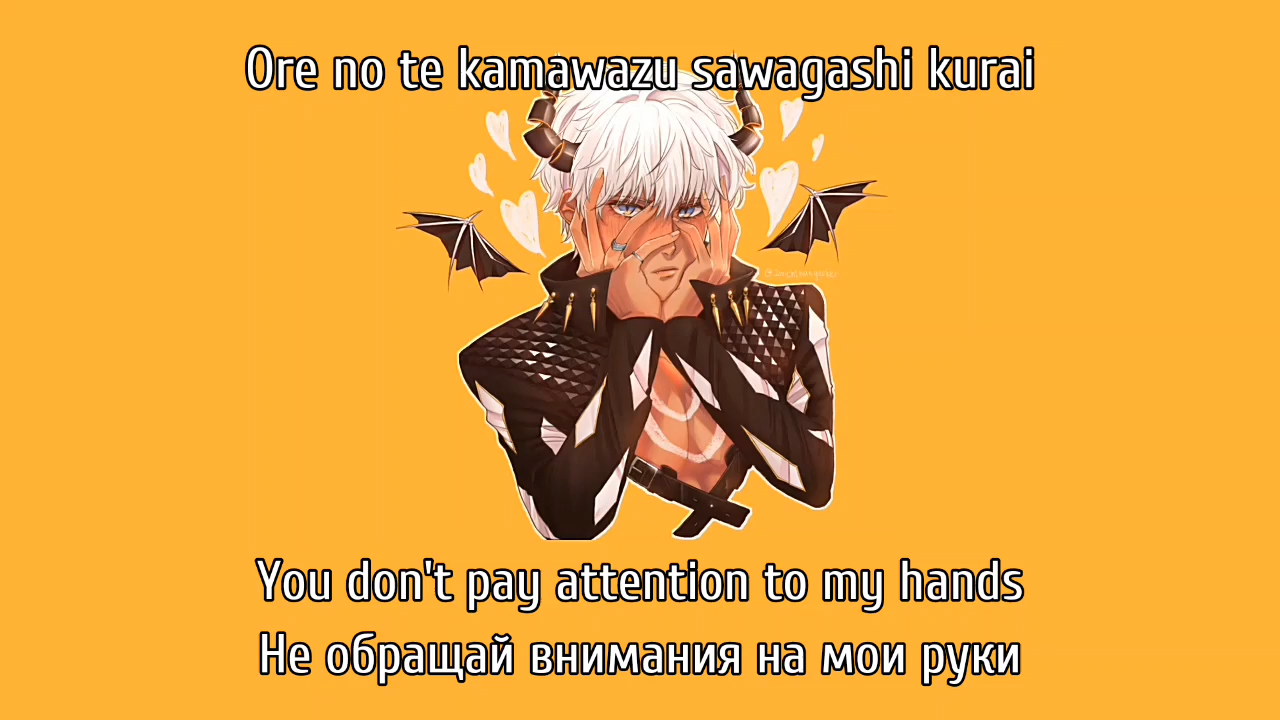 Ore no te kamawazu sawagashi kurai
You don't pay attention to my hands
Не обращай внимания на мои руки